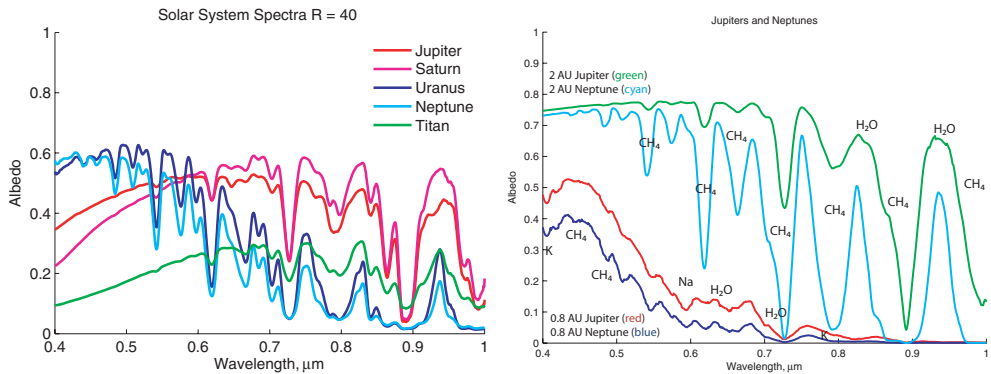 Solar System Spectra R = 40
1
0.8
0.6
0.4
0.2
0
Albedo
Jupiter
Saturn
Uranus
Neptune
Titan
0.4 0.5 0.6 0.7 0.8 0.9 1
Wavelength, μm
Jupiters and Neptunes
1
0.9
0.8
0.7
0.6
0.5
0.4
0.3
0.2
0.1
0
Albedo
2 AU Jupiter (green)
2 AU Neptune (cyan)
CH4
CH4
CH4
CH4
CH4
H2O
CH4
H2O
CH4
K
CH4
CH4
Na
H2O
H2O
K
0.8 AU Jupiter (red)
0.8 AU Neptune (blue)
0.4 0.5 0.6 0.7 0.8 0.9 1
Wavelength, μm